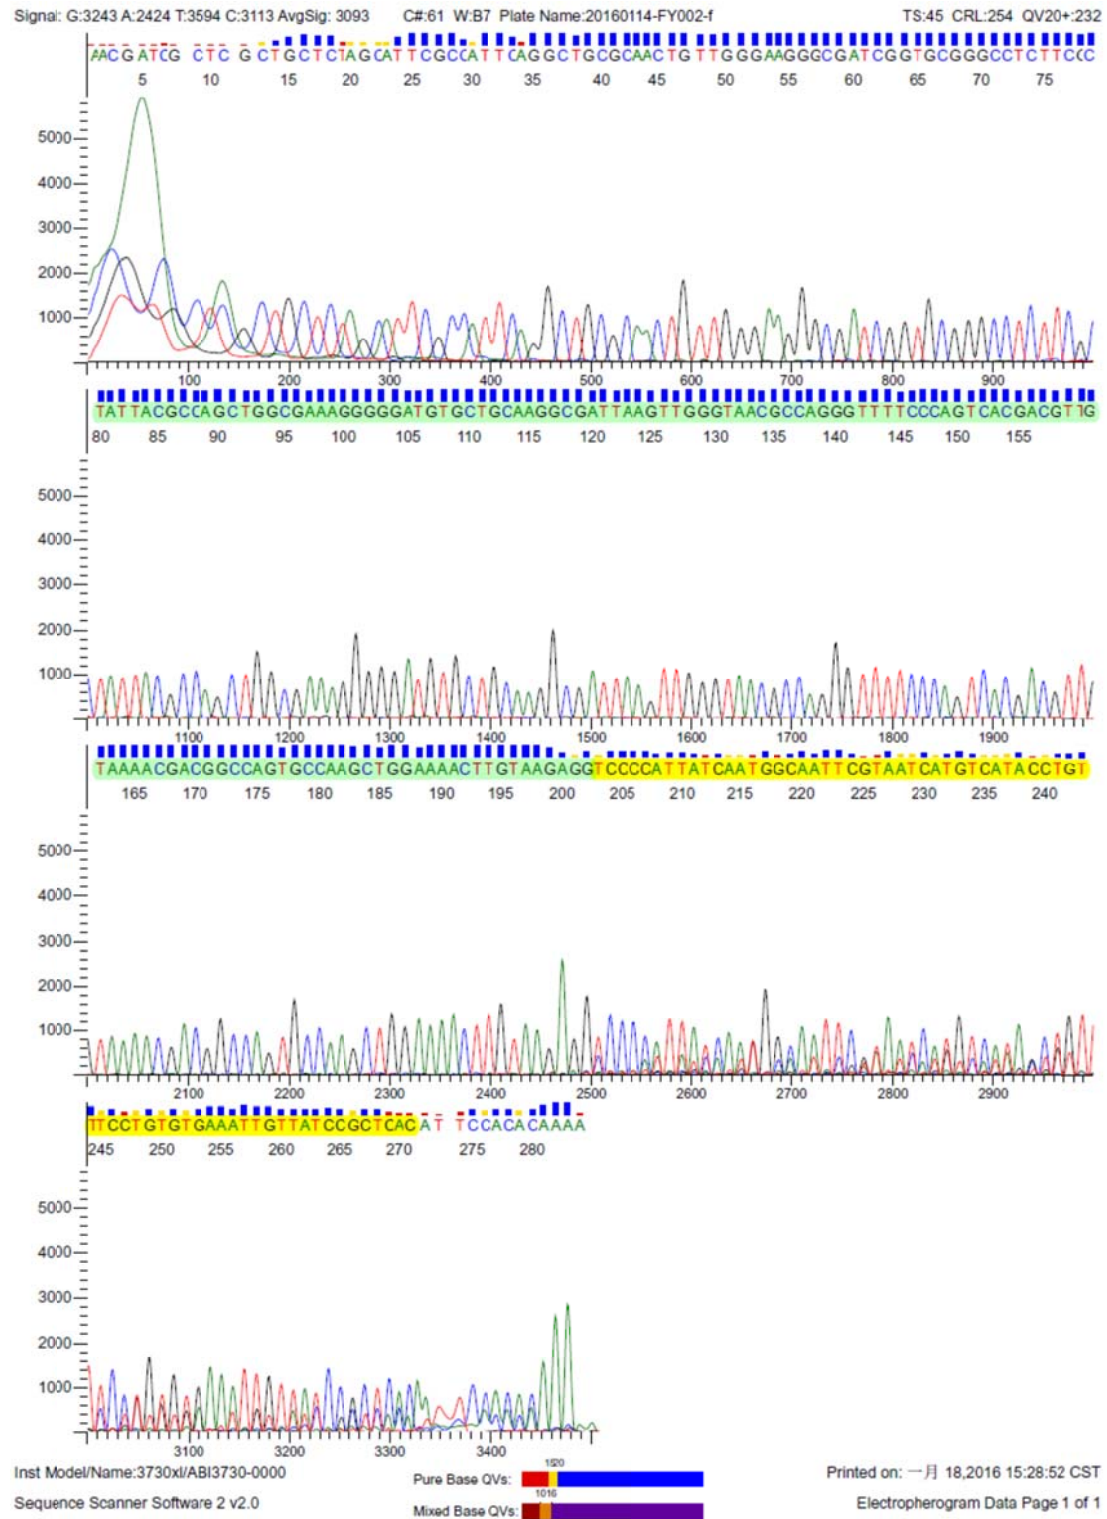 Signal: G:3243 A:2424 T:3594 C:3113 AvgSig: 3093 C#:61 W:B7 Plate Name:20160114-FY002-f TS:45 CRL:254 QV20+:232
AACGATCG CTC GCTGCTCTAGCATTCGCCATTCAGGCTGCGCAACTGTTGGGAAGGGCGATCGGTGCGGGCCTCTTCCC
5 10 15 20 25 30 35 40 45 50 55 60 65 70 75
5000
4000
3000
2000
1000
100 200 300 400 500 600 700 800 900
TATTACGCCAGCTGGCGAAAGGGGGATGTGCTGCAAGGCGATTAAGTTGGGTAACGCCAGGGTTTTCCCAGTCACGACGTTG
80 85 90 95 100 105 110 115 120 125 130 135 140 145 150 155
5000
4000
3000
2000
1000
1100 1200 1300 1400 1500 1600 1700 1800 1900
TAAAACGACGGCCAGTGCCAAGCTGGAAAACTTGTAAGAGGTCCCCATTATCAATGGCAATTCGTAATCATGTCATACCTGT
165 170 175 180 185 190 195 200 205 210 215 220 225 230 235 240
5000
4000
3000
2000
1000
2100 2200 2300 2400 2500 2600 2700 2800 2900
TTCCTGTGTGAAATTGTTATCCGCTCACAT TCCACACAAAA
245 250 255 260 265 270 275 280
5000
4000
3000
2000
1000
3100 3200 3300 3400
Inst Model/Name:3730xl/ABI3730-0000
Sequence Scanner Software 2 v2.0
1520
Pure Base QVs:
1016
Mixed Base QVs:
Printed on: 一月 18,2016 15:28:52 CST
Electropherogram Data Page 1 of 1